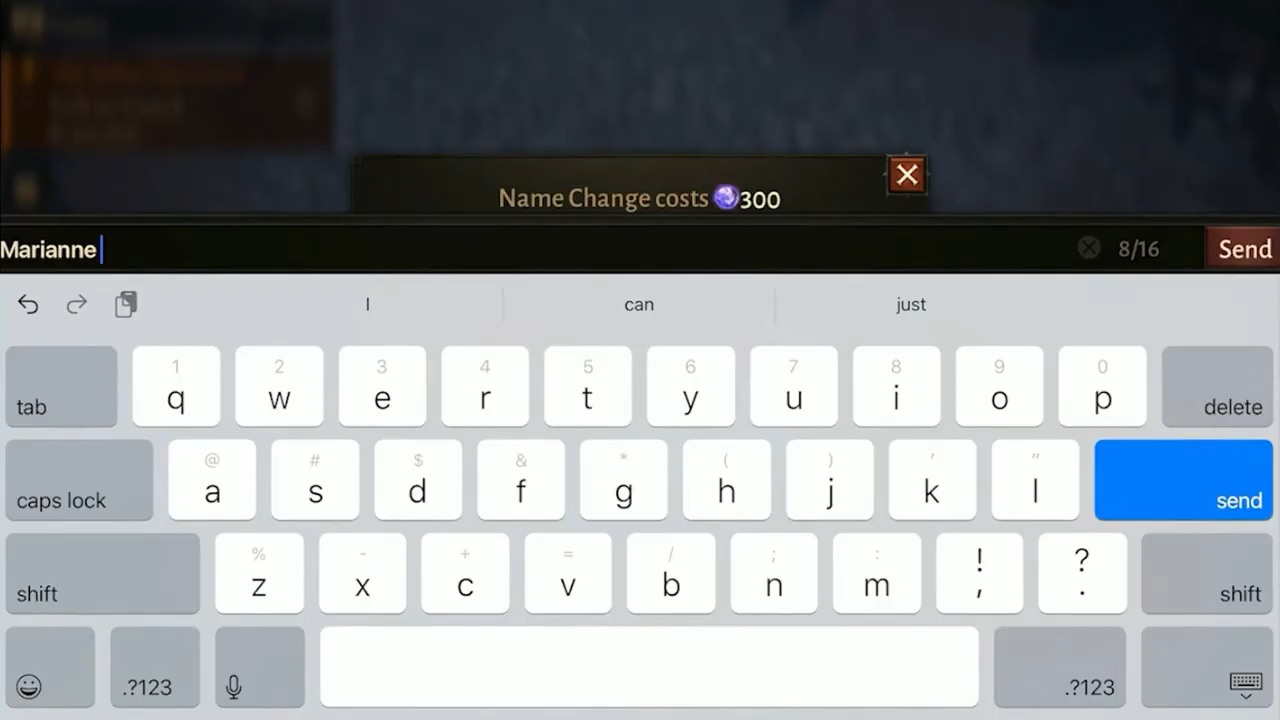 Name Change costs 300
Marianne 8/16 Send
I can just
1 2 3 4 5 6 7 8 9 0
tab q w e r t y u i o p delete
@ # $ & * ( ) ' "
caps lock a s d f g h j k l send
% - + = / ; : ! ?
shift z x c v b n m , . shift
.?123 .?123